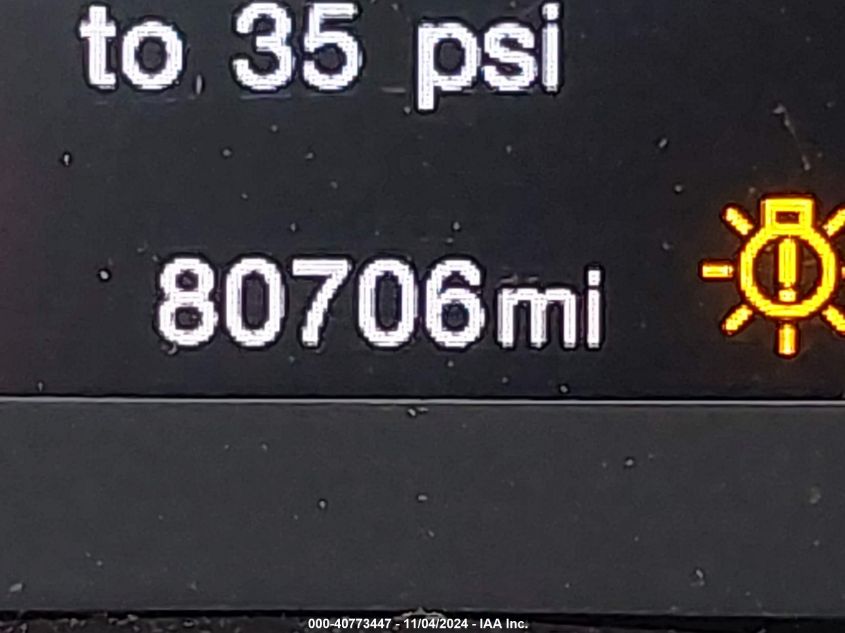 to 35 psi
80706mi
000-40773447 - 11/04/2024 - IAA Inc.